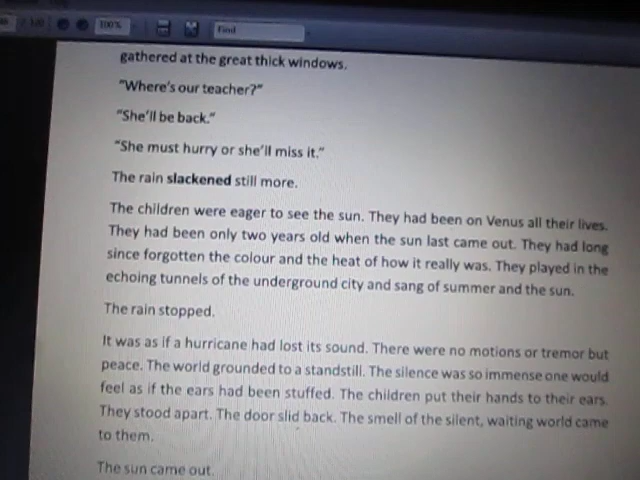 100%
Find
gathered at the great thick windows.
"Where's our teacher?"
"She'll be back."
"She must hurry or she'll miss it."
The rain slackened still more.
The children were eager to see the sun. They had been on Venus all their lives.
They had been only two years old when the sun last came out. They had long
since forgotten the colour and the heat of how it really was. They played in the
echoing tunnels of the underground city and sang of summer and the sun.
The rain stopped.
It was as if a hurricane had lost its sound. There were no motions or tremor but
peace. The world grounded to a standstill. The silence was so immense one would
feel as if the ears had been stuffed. The children put their hands to their ears.
They stood apart. The door slid back. The smell of the silent, waiting world came
to them.
The sun came out.